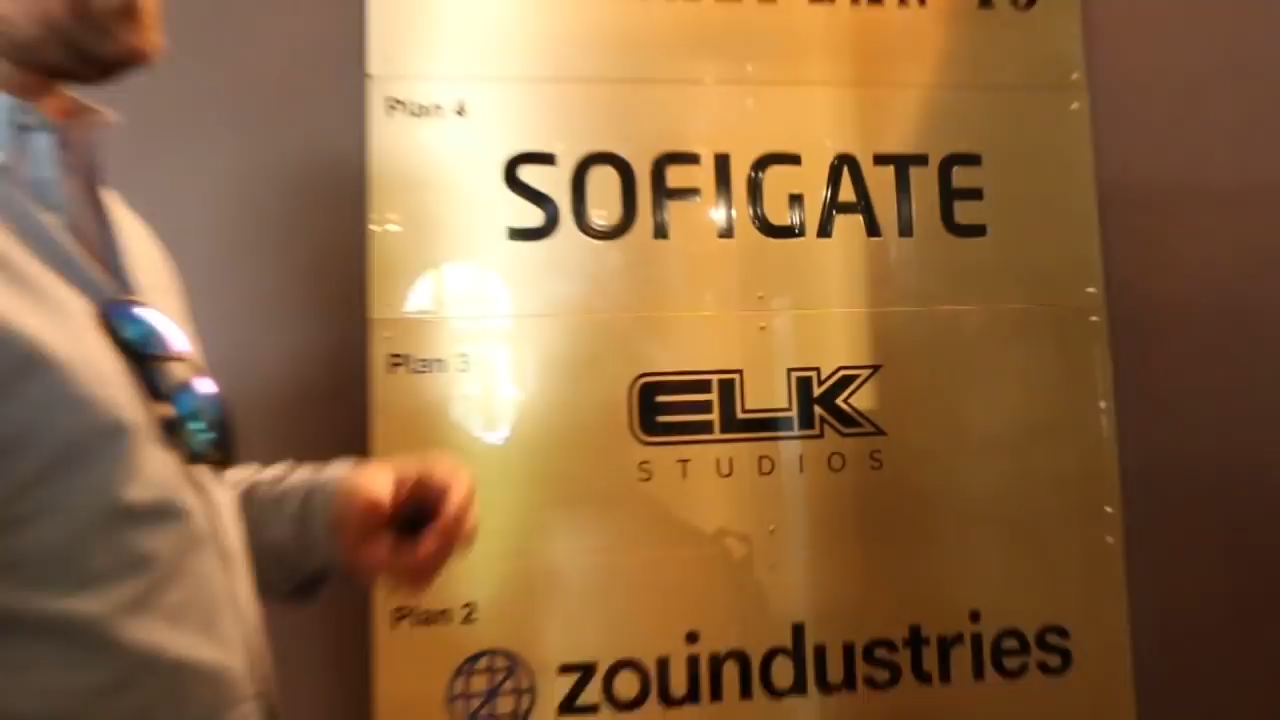 Plan 4
SOFIGATE
Plan 3
ELK
STUDIOS
Plan 2
zoundustries